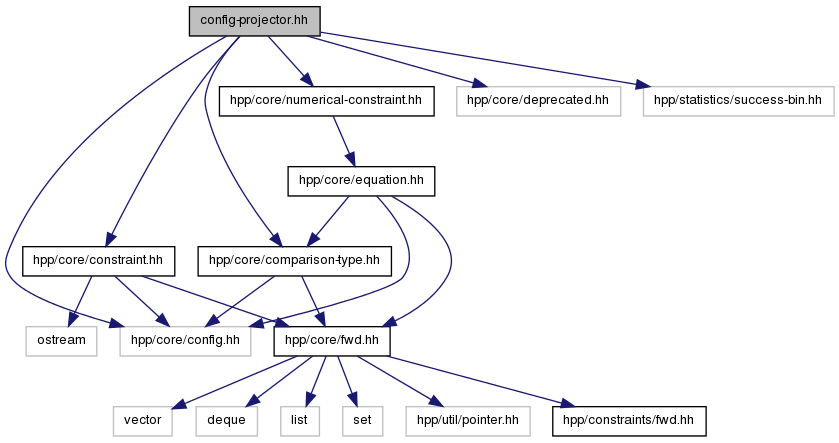 config-projector.hh
hpp/core/numerical-constraint.hh
hpp/core/deprecated.hh
hpp/statistics/success-bin.hh
hpp/core/equation.hh
hpp/core/constraint.hh
hpp/core/comparison-type.hh
ostream
hpp/core/config.hh
hpp/core/fwd.hh
vector
deque
list
set
hpp/util/pointer.hh
hpp/constraints/fwd.hh